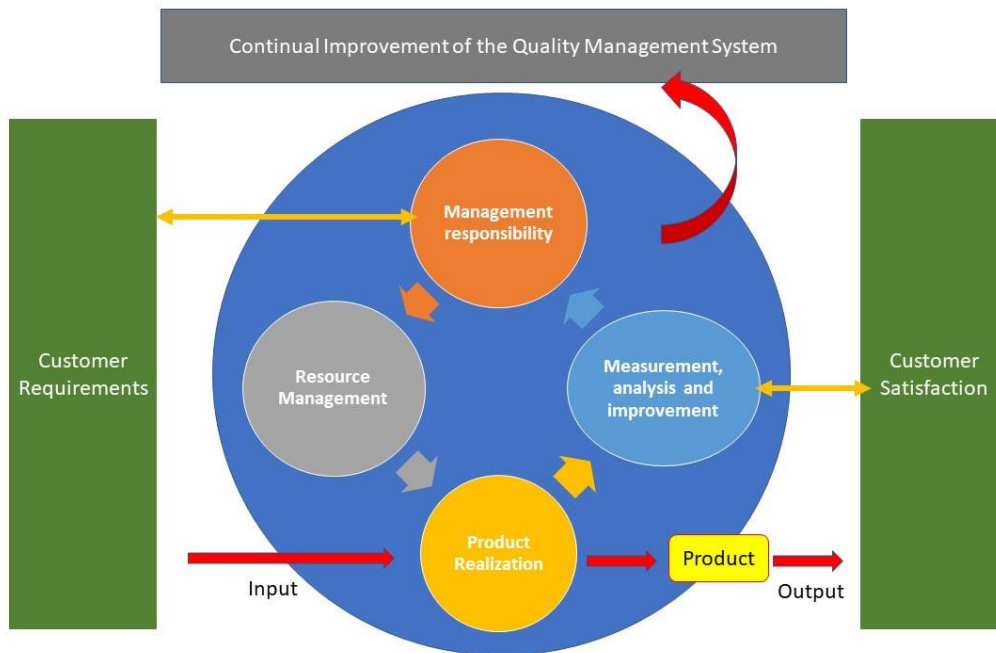 Continual Improvement of the Quality Management System
Management
responsibility
Customer
Requirements
Resource
Management
Measurement,
analysis and
improvement
Customer
Satisfaction
Product
Realization
Product
Input
Output